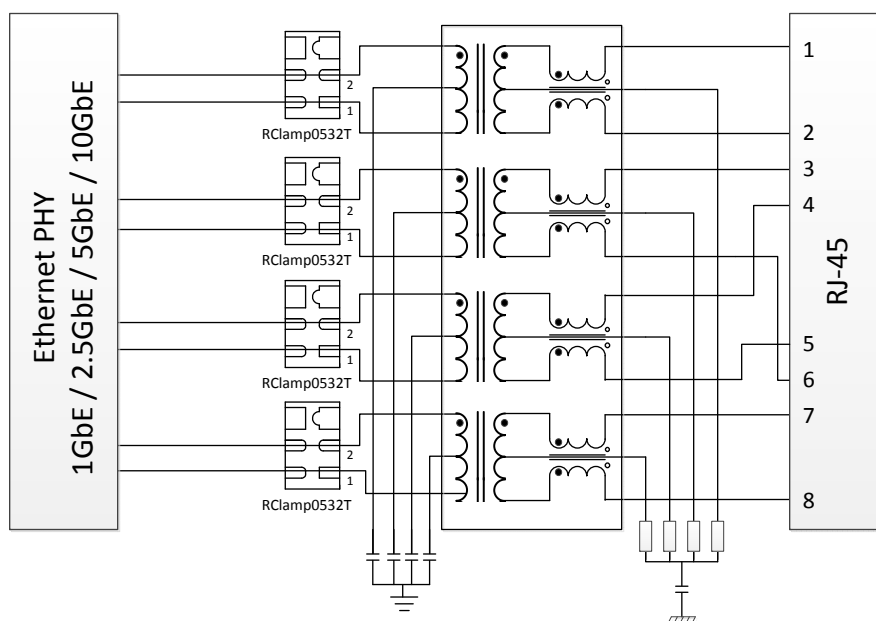 Ethernet PHY
1GbE / 2.5GbE / 5GbE / 10GbE
2
1
RClamp0532T
2
1
RClamp0532T
2
1
RClamp0532T
2
1
RClamp0532T
1
2
3
4
5
6
7
8
RJ-45